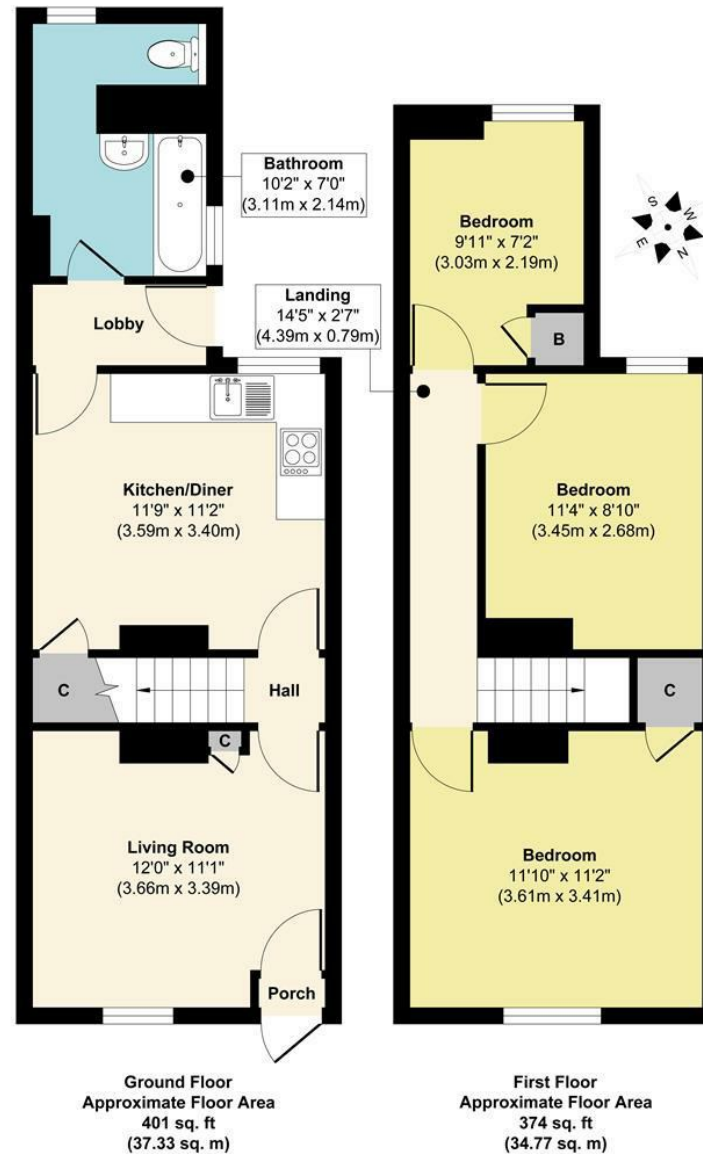 Bathroom
10'2" x 7'0"
(3.11m x 2.14m)
Lobby
Kitchen/Diner
11'9" x 11'2"
(3.59m x 3.40m)
C
Hall
C
Living Room
12'0" x 11'1"
(3.66m x 3.39m)
Porch
Ground Floor
Approximate Floor Area
401 sq. ft
(37.33 sq. m)
Bedroom
9'11" x 7'2"
(3.03m x 2.19m)
S
W
E
N
Landing
14'5" x 2'7"
(4.39m x 0.79m)
B
Bedroom
11'4" x 8'10"
(3.45m x 2.68m)
C
Bedroom
11'10" x 11'2"
(3.61m x 3.41m)
First Floor
Approximate Floor Area
374 sq. ft
(34.77 sq. m)